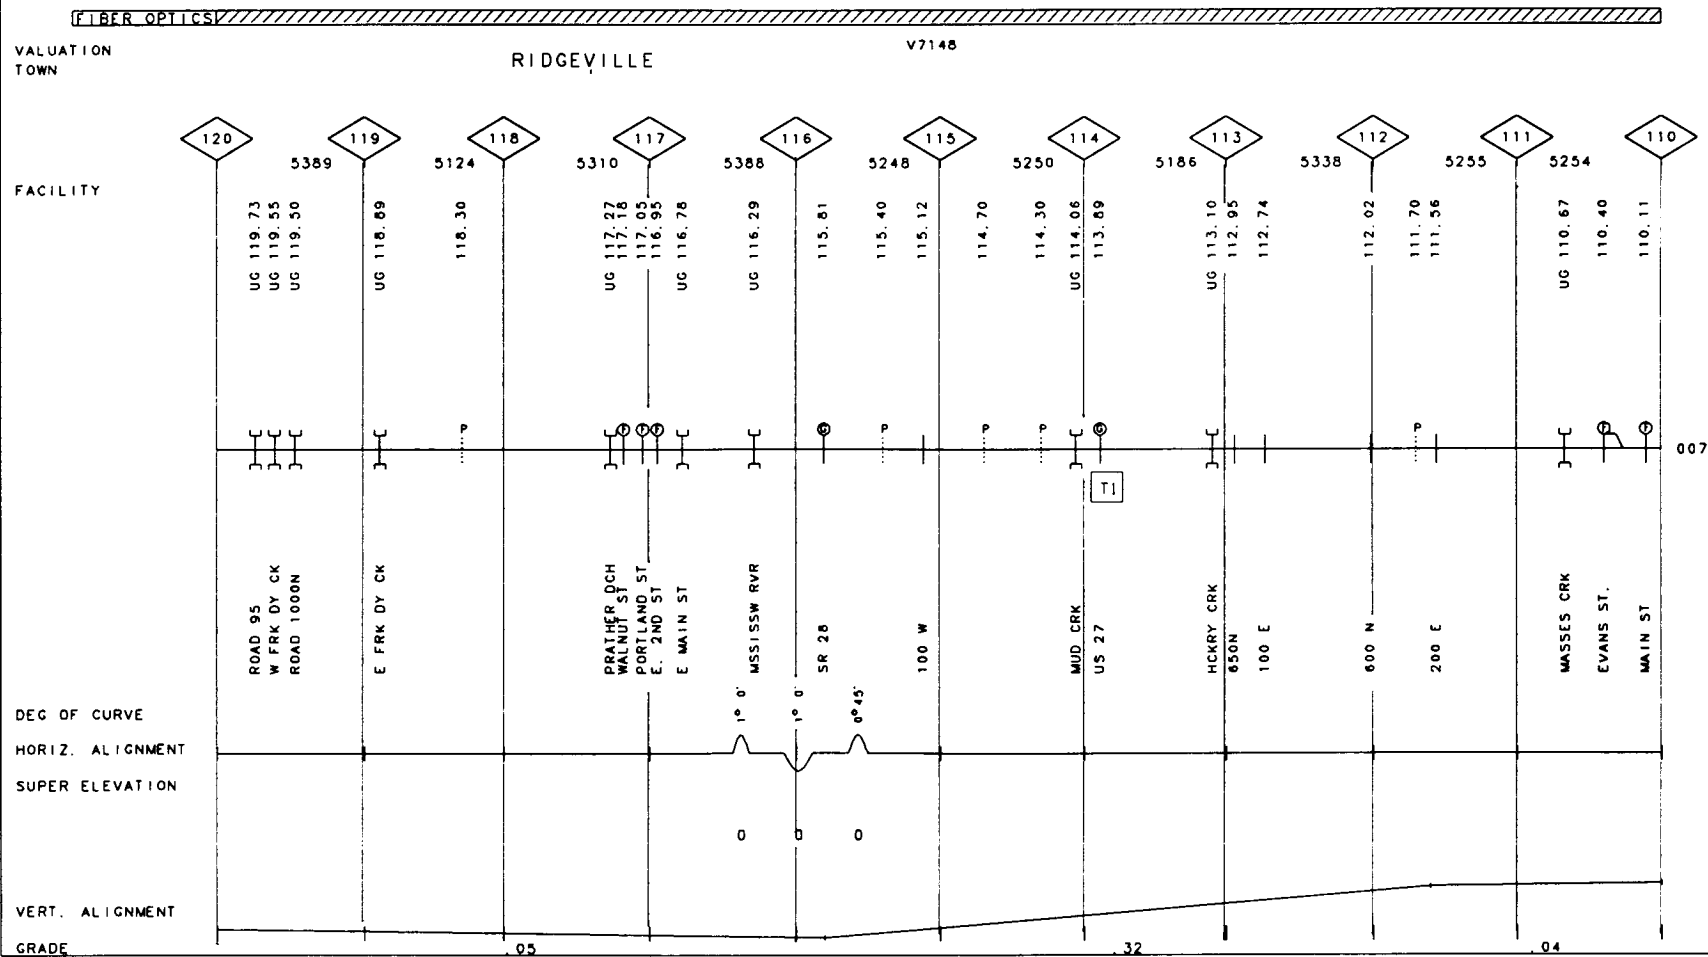 FIBER OPTICS
VALUATION V7148
TOWN RIDGEVILLE
120 119 118 117 116 115 114 113 112 111 110
5389 5124 5310 5388 5248 5250 5186 5338 5255 5254
FACILITY
UG 119.73
UG 119.55
UG 119.50
UG 118.89
118.30
UG 117.27
117.18
117.05
116.95
UG 116.78
UG 116.29
115.81
115.40
115.12
114.70
114.30
UG 114.06
113.89
UG 113.10
112.95
112.74
112.02
111.70
111.56
UG 110.67
110.40
110.11
P F F F G P P P G P F F
007
T1
ROAD 95
W FRK DY CK
ROAD 1000N
E FRK DY CK
PRATHER DCH
WALNUT ST
PORTLAND ST
E. 2ND ST
E MAIN ST
MSSISSW RVR
SR 28
100 W
MUD CRK
US 27
HCKRY CRK
650N
100 E
600 N
200 E
MASSES CRK
EVANS ST.
MAIN ST
DEG OF CURVE 1° 0' 1° 0' 0° 45'
HORIZ. ALIGNMENT
SUPER ELEVATION
0 0 0
VERT. ALIGNMENT
GRADE .05 .32 .04